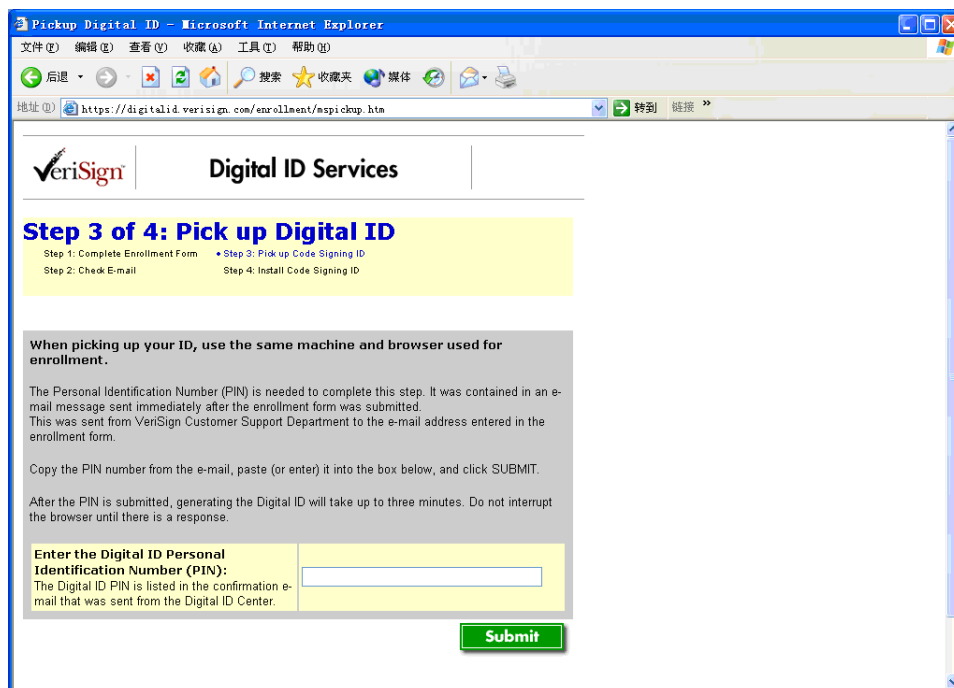 Pickup Digital ID - Microsoft Internet Explorer
文件(F) 编辑(E) 查看(V) 收藏(A) 工具(T) 帮助(H)
后退 搜索 收藏夹 媒体
地址(D) https://digitalid.verisign.com/enrollment/mspickup.htm 转到 链接 »
VeriSign™ Digital ID Services
Step 3 of 4: Pick up Digital ID
Step 1: Complete Enrollment Form • Step 3: Pick up Code Signing ID
Step 2: Check E-mail Step 4: Install Code Signing ID
When picking up your ID, use the same machine and browser used for
enrollment.
The Personal Identification Number (PIN) is needed to complete this step. It was contained in an e-
mail message sent immediately after the enrollment form was submitted.
This was sent from VeriSign Customer Support Department to the e-mail address entered in the
enrollment form.
Copy the PIN number from the e-mail, paste (or enter) it into the box below, and click SUBMIT.
After the PIN is submitted, generating the Digital ID will take up to three minutes. Do not interrupt
the browser until there is a response.
Enter the Digital ID Personal
Identification Number (PIN):
The Digital ID PIN is listed in the confirmation e-
mail that was sent from the Digital ID Center.
Submit